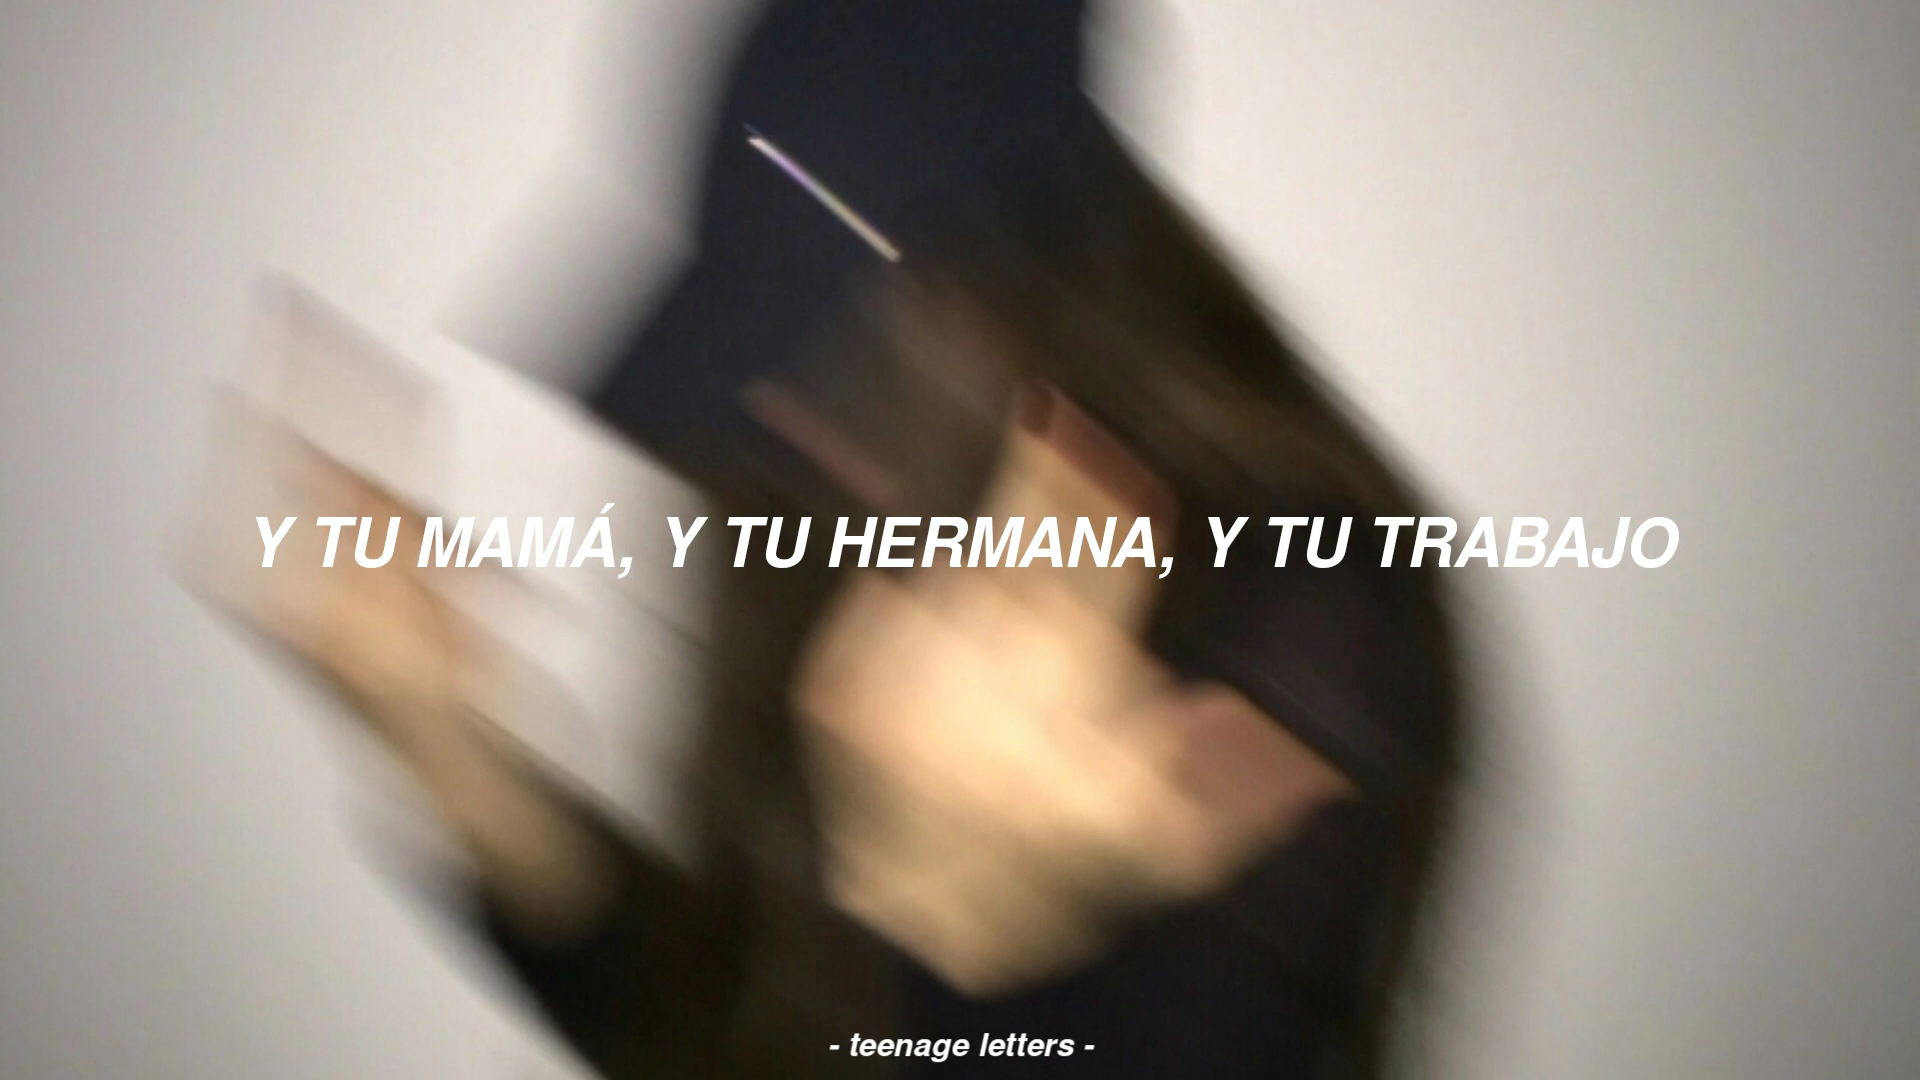 Y TU MAMÁ, Y TU HERMANA, Y TU TRABAJO
- teenage letters -